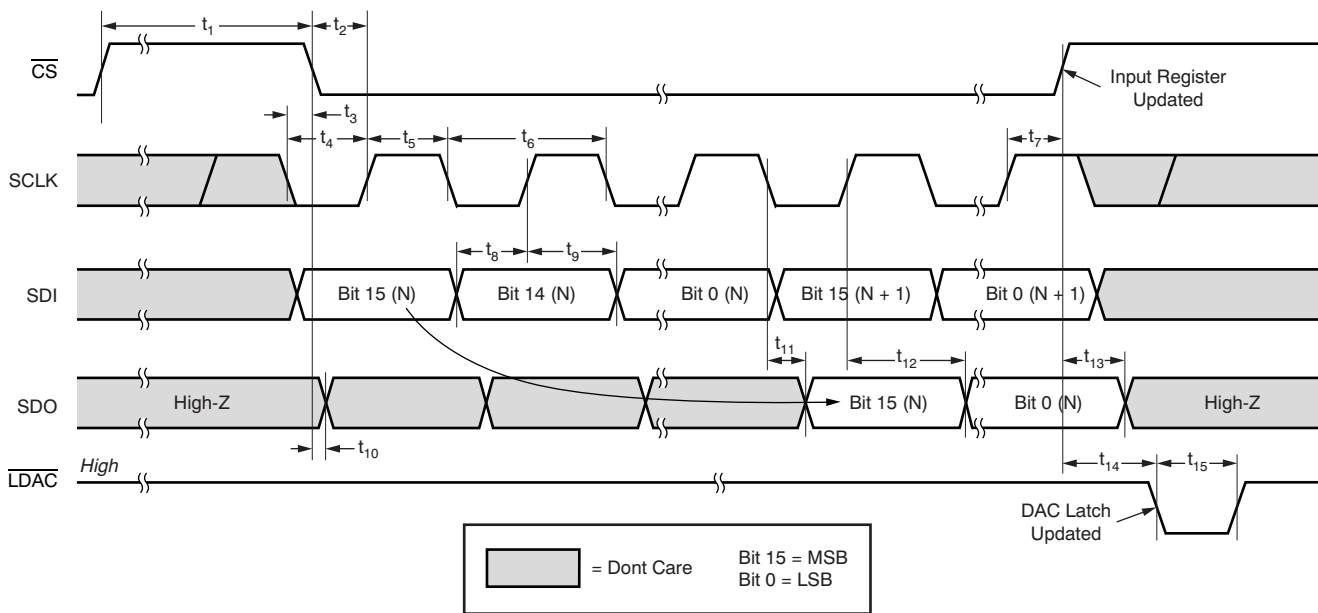 t1
t2
CS
Input Register
Updated
t3
t4
t5
t6
t7
SCLK
t8
t9
SDI
Bit 15 (N)
Bit 14 (N)
Bit 0 (N)
Bit 15 (N + 1)
Bit 0 (N + 1)
t11
t12
t13
SDO
High-Z
Bit 15 (N)
Bit 0 (N)
High-Z
t10
High
LDAC
t14
t15
DAC Latch
Updated
= Dont Care
Bit 15 = MSB
Bit 0 = LSB